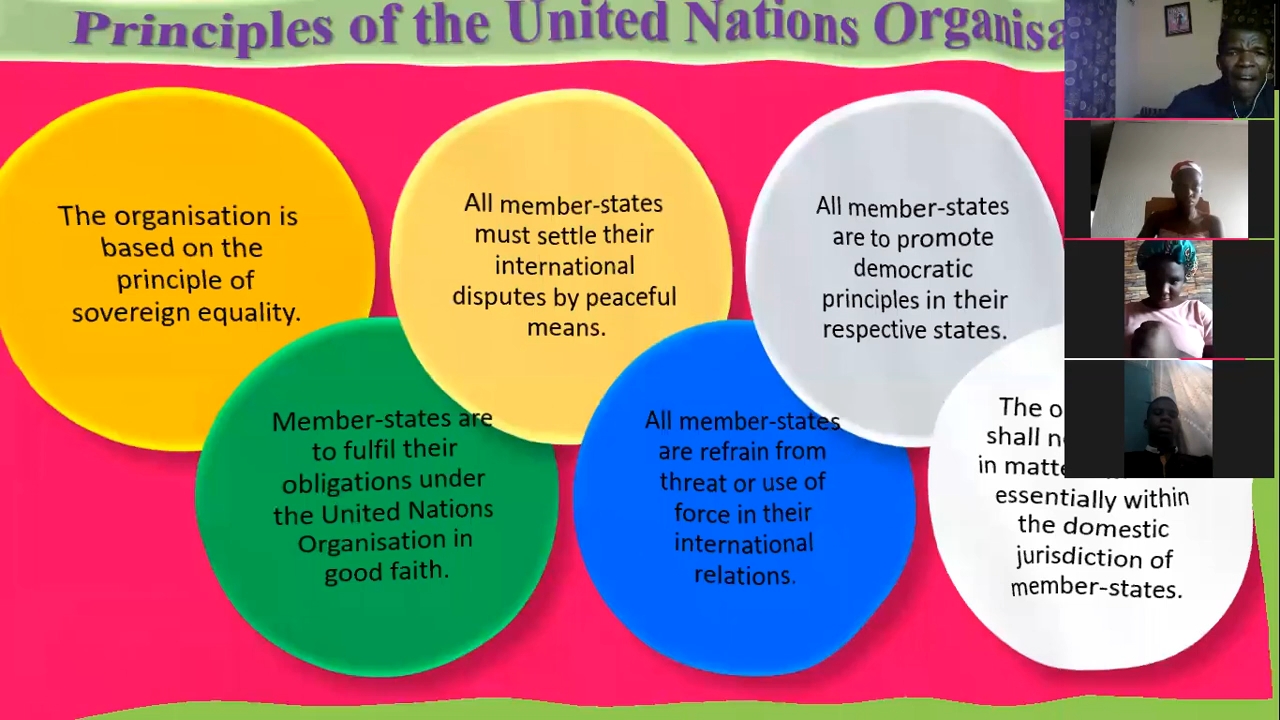 Principles of the United Nations
The organisation is
based on the
principle of
sovereign equality.
All member-states
must settle their
international
disputes by peaceful
means.
All member-states
are to promote
democratic
principles in their
respective states.
Member-states are
to fulfil their
obligations under
the United Nations
Organisation in
good faith.
All member-states
are refrain from
threat or use of
force in their
international
relations.
The
shall
in
essentially within
the domestic
jurisdiction of
member-states.